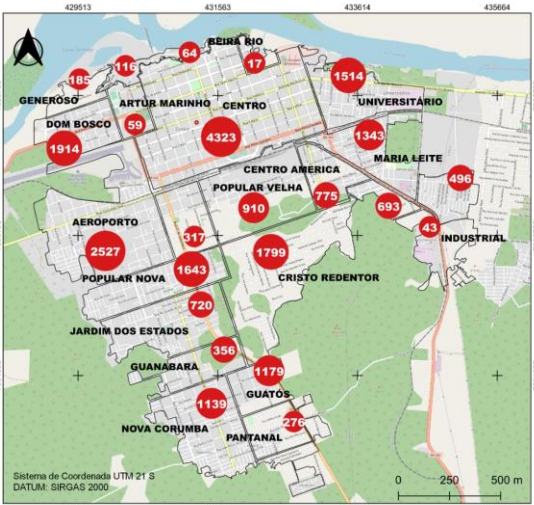 429513 431563 433614 435664
BEIRA RIO
64
17
116
185
1514
GENEROSO
ARTUR MARINHO
CENTRO
UNIVERSITÁRIO
DOM BOSCO
59
4323
1343
1914
MARIA LEITE
CENTRO AMERICA
496
POPULAR VELHA
775
693
910
AEROPORTO
43
317
INDUSTRIAL
2527
1799
1643
POPULAR NOVA
CRISTO REDENTOR
720
JARDIM DOS ESTADOS
356
GUANABARA
1179
GUATÓS
1139
276
NOVA CORUMBA
PANTANAL
Sistema de Coordenada UTM 21 S
DATUM: SIRGAS 2000
0 250 500 m